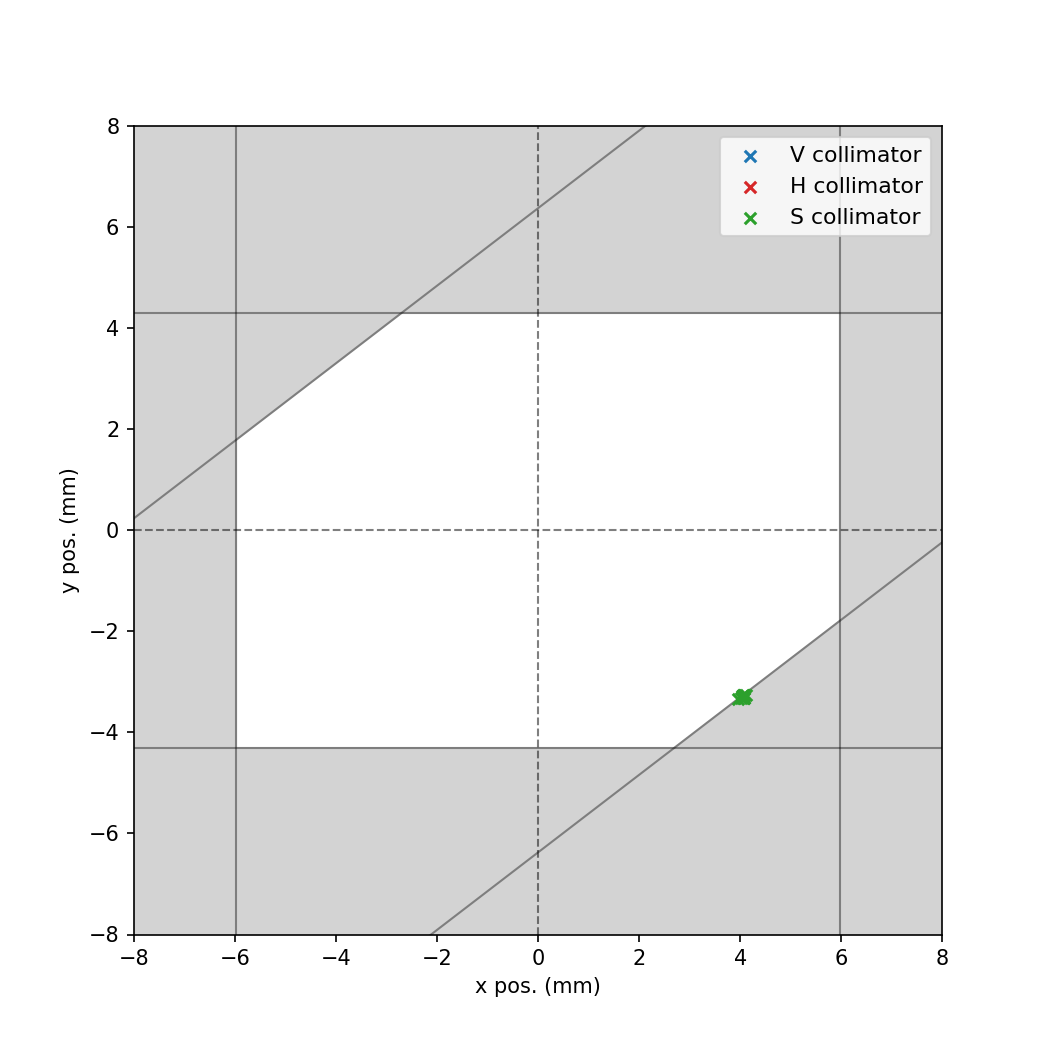 V collimator
H collimator
S collimator
8
6
4
2
0
−2
−4
−6
−8
y pos. (mm)
−8 −6 −4 −2 0 2 4 6 8
x pos. (mm)